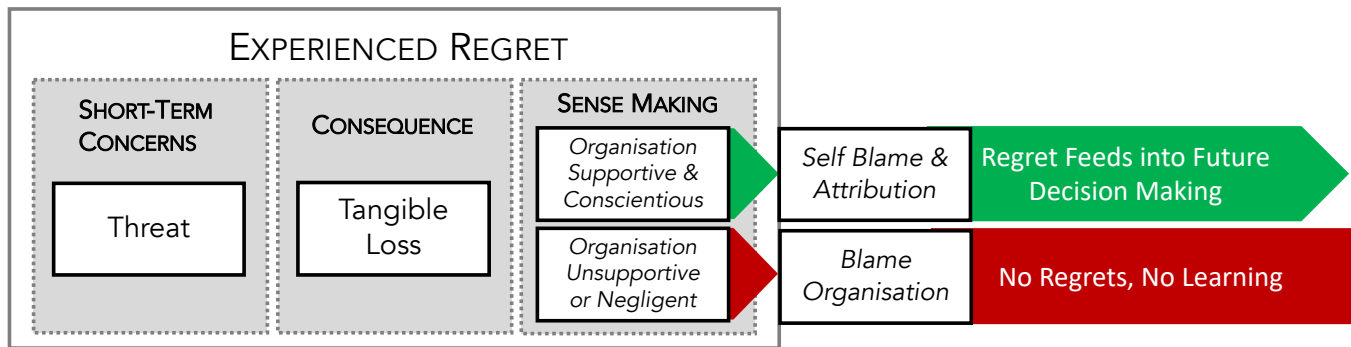 EXPERIENCED REGRET
SHORT-TERM
CONCERNS
Threat
CONSEQUENCE
Tangible
Loss
SENSE MAKING
Organisation
Supportive &
Conscientious
Organisation
Unsupportive
or Negligent
Self Blame &
Attribution
Regret Feeds into Future
Decision Making
Blame
Organisation
No Regrets, No Learning